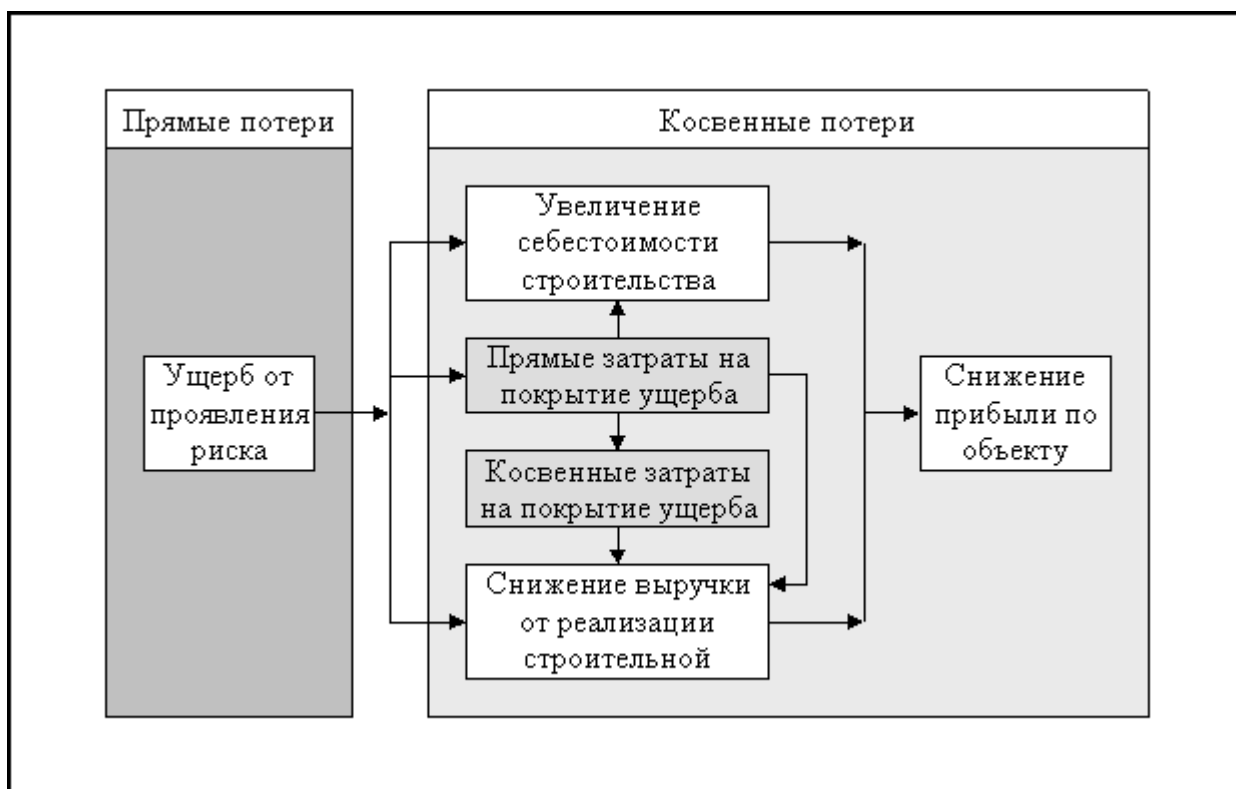 Прямые потери
Косвенные потери
Увеличение
себестоимости
строительства
Прямые затраты на
покрытие ущерба
Ущерб от
проявления
риска
Снижение
прибыли по
объекту
Косвенные затраты
на покрытие ущерба
Снижение выручки
от реализации
строительной